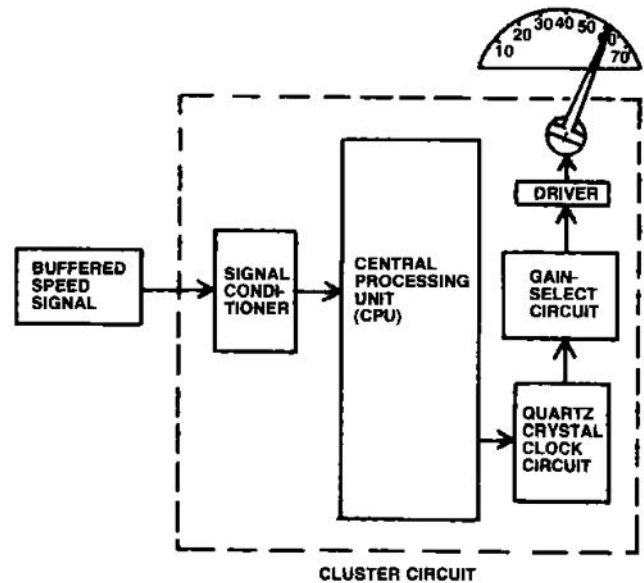 10 20 30 40 50 60 70
DRIVER
BUFFERED
SPEED
SIGNAL
SIGNAL
CONDI-
TIONER
CENTRAL
PROCESSING
UNIT
(CPU)
GAIN-
SELECT
CIRCUIT
QUARTZ
CRYSTAL
CLOCK
CIRCUIT
CLUSTER CIRCUIT